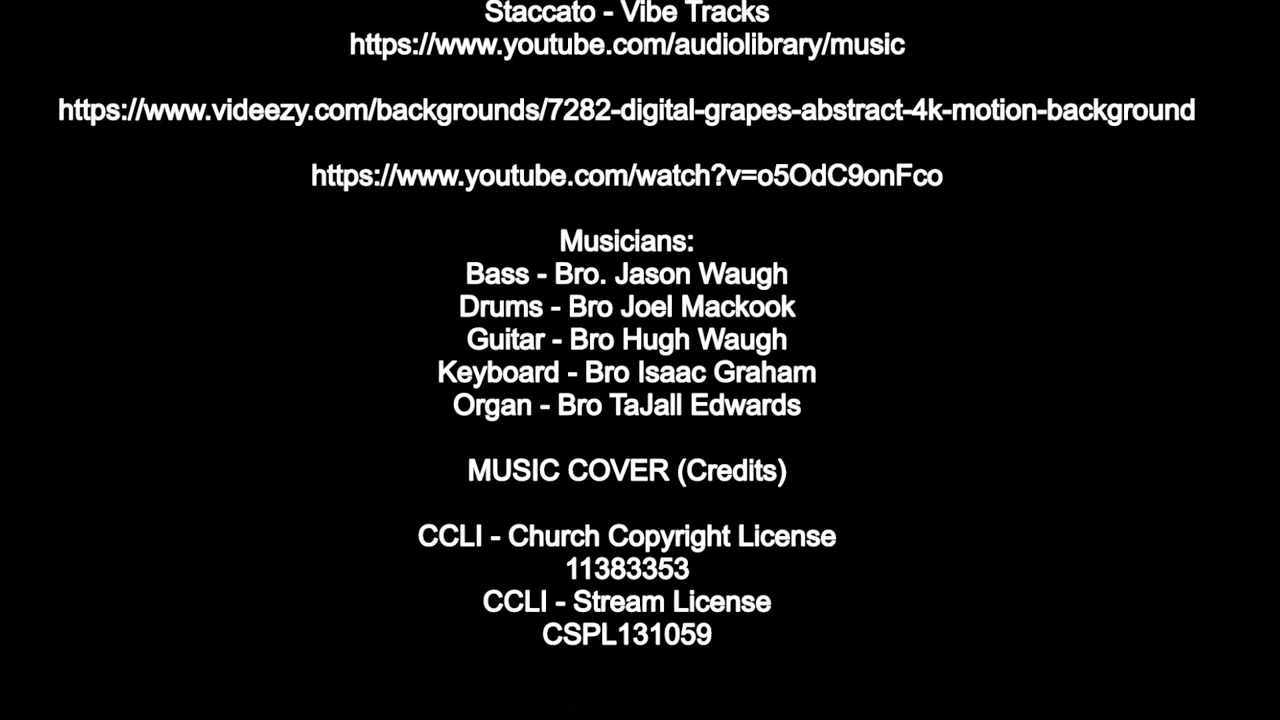 Staccato - Vibe Tracks
https://www.youtube.com/audiolibrary/music
https://www.videezy.com/backgrounds/7282-digital-grapes-abstract-4k-motion-background
https://www.youtube.com/watch?v=o5OdC9onFco
Musicians:
Bass - Bro. Jason Waugh
Drums - Bro Joel Mackook
Guitar - Bro Hugh Waugh
Keyboard - Bro Isaac Graham
Organ - Bro TaJall Edwards
MUSIC COVER (Credits)
CCLI - Church Copyright License
11383353
CCLI - Stream License
CSPL131059